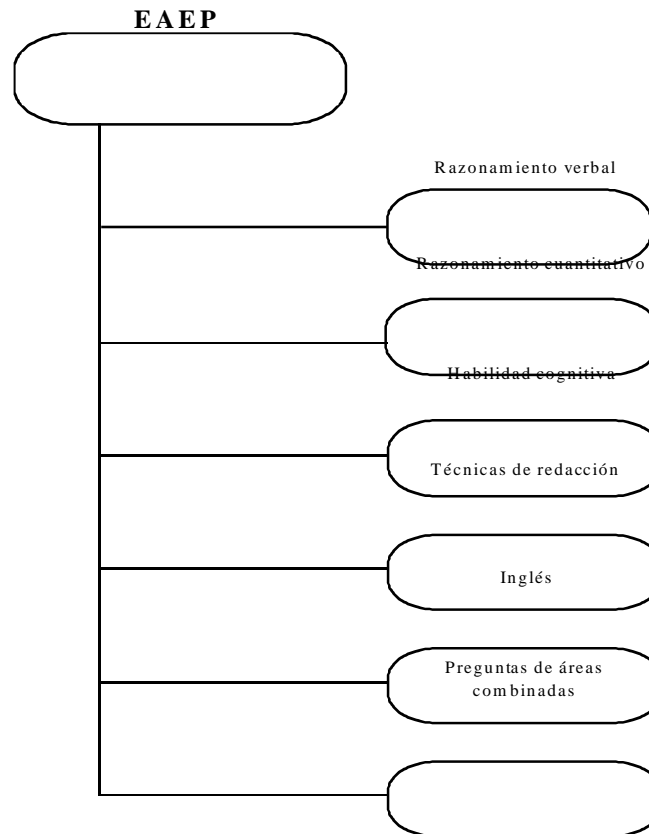 EAEP
Razonamiento verbal
Razonamiento cuantitativo
Habilidad cognitiva
Técnicas de redacción
Inglés
Preguntas de áreas
combinadas